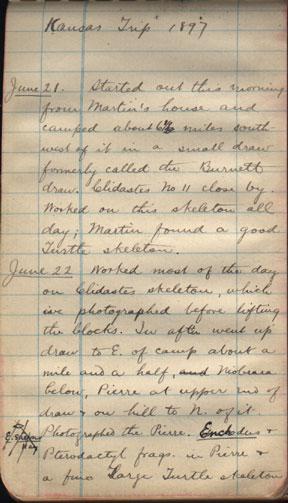 Kansas Trip 1897
June 21. Started out this morning
from Martin's house and
camped about 6½ miles south-
west of it in a small draw
formerly called the Burnett
draw. Clidastes No 11 close by.
Worked on this skeleton all
day; Martin found a good
Turtle skeleton.
June 22 Worked most of the day
on Clidastes skeleton, which
we photographed before lifting
the blocks. In aft. went up
draw to E. of camp about a
mile and a half, and Niobrara
below, Pierre at upper end of
draw & on hill to N. of it.
Photographed the Pierre. Enchodus &
Pterodactyl frags. in Pierre &
a fine Large Turtle skeleton